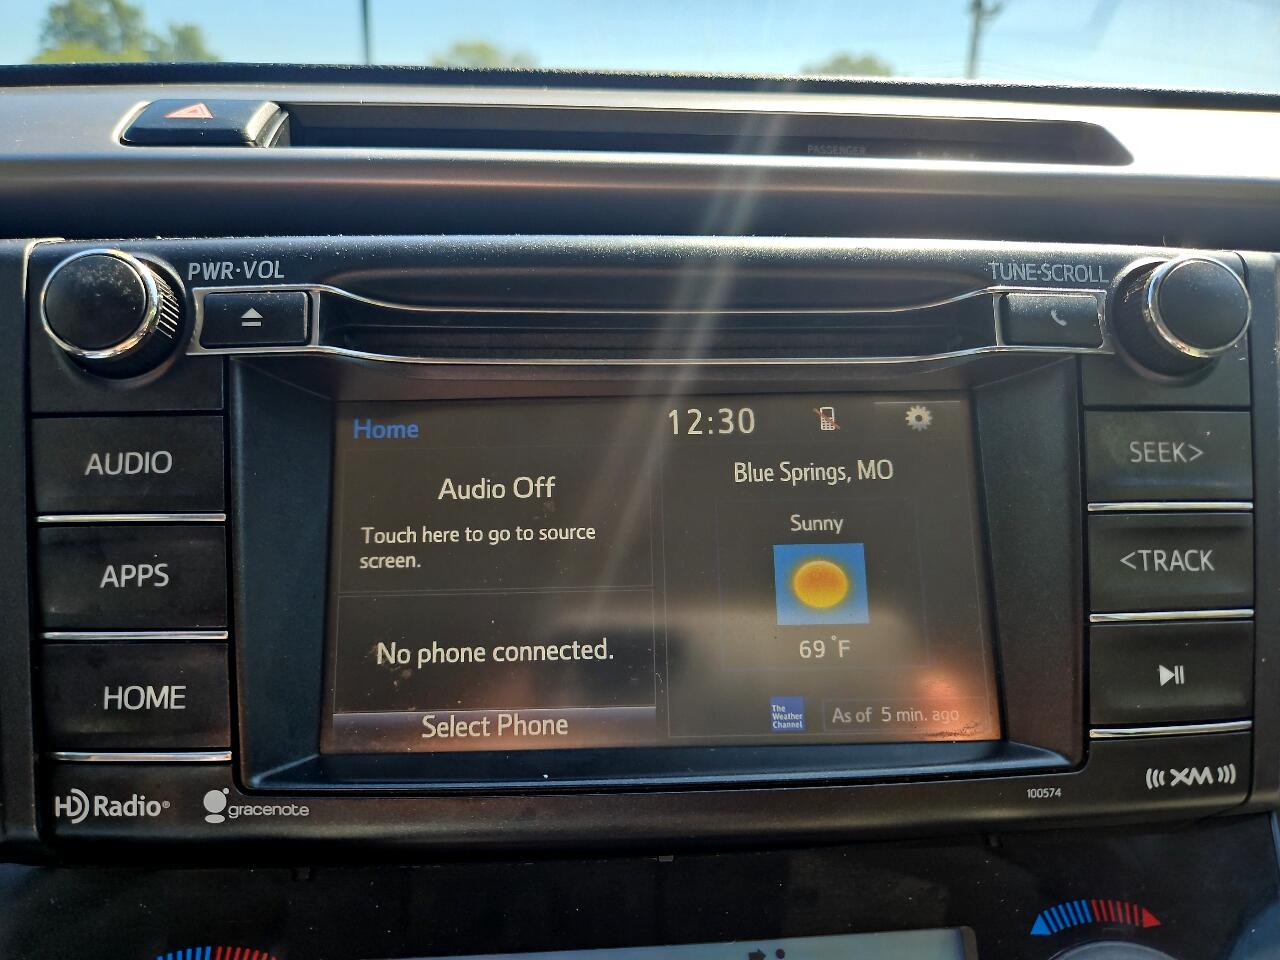 PASSENGER
PWR·VOL
TUNE·SCROLL
AUDIO
APPS
HOME
Home
12:30
Audio Off
Touch here to go to source
screen.
No phone connected.
Select Phone
Blue Springs, MO
Sunny
69°F
The
Weather
Channel
As of 5 min. ago
SEEK>
<TRACK
HD Radio®
gracenote
100574
((( XM )))